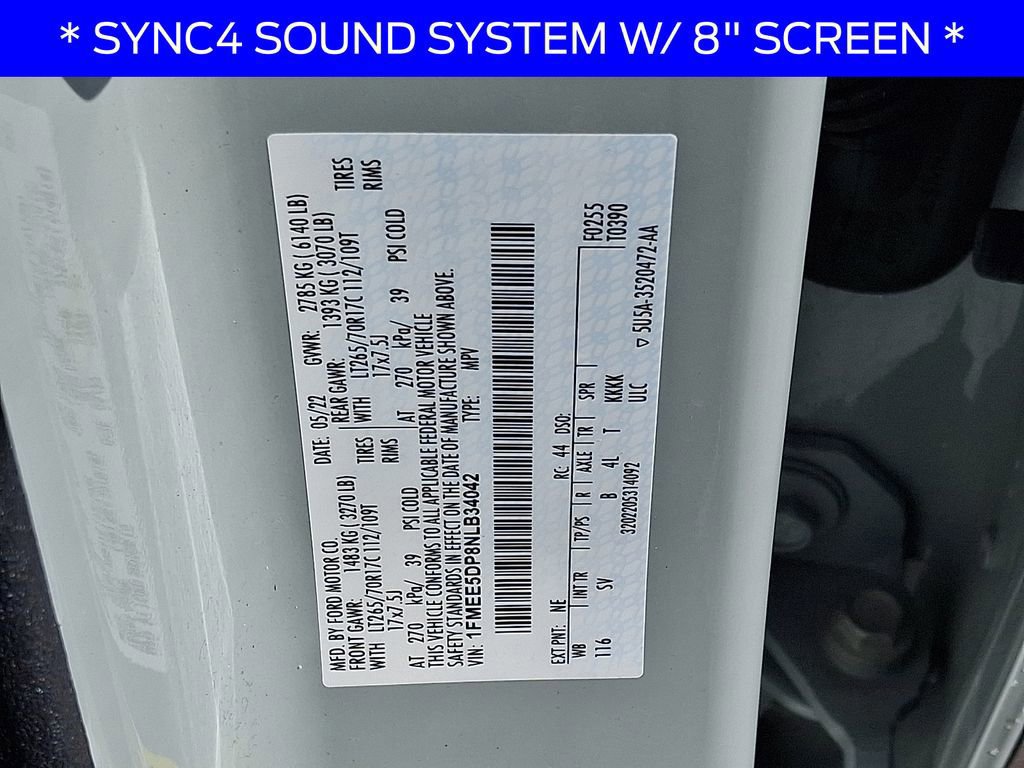 * SYNC4 SOUND SYSTEM W/ 8" SCREEN *
MFD. BY FORD MOTOR CO. DATE: 05/22 GVWR: 2785 KG ( 6140 LB)
FRONT GAWR: 1483 KG ( 3270 LB) REAR GAWR: 1393 KG ( 3070 LB)
WITH LT265/70R17C 112/109T TIRES WITH LT265/70R17C 112/109T TIRES
17x7.5J RIMS 17x7.5J RIMS
AT 270 kPa/ 39 PSI COLD AT 270 kPa/ 39 PSI COLD
THIS VEHICLE CONFORMS TO ALL APPLICABLE FEDERAL MOTOR VEHICLE
SAFETY STANDARDS IN EFFECT ON THE DATE OF MANUFACTURE SHOWN ABOVE.
VIN: 1FMEE5DP8NLB34042 TYPE: MPV
EXT PNT: NE RC: 44 DSO: F0255
WB INT TR TP/PS R AXLE TR SPR T0390
116 SV B 4L T KKKK
3202205314092 ULC ▽ 5U5A-3520472-AA